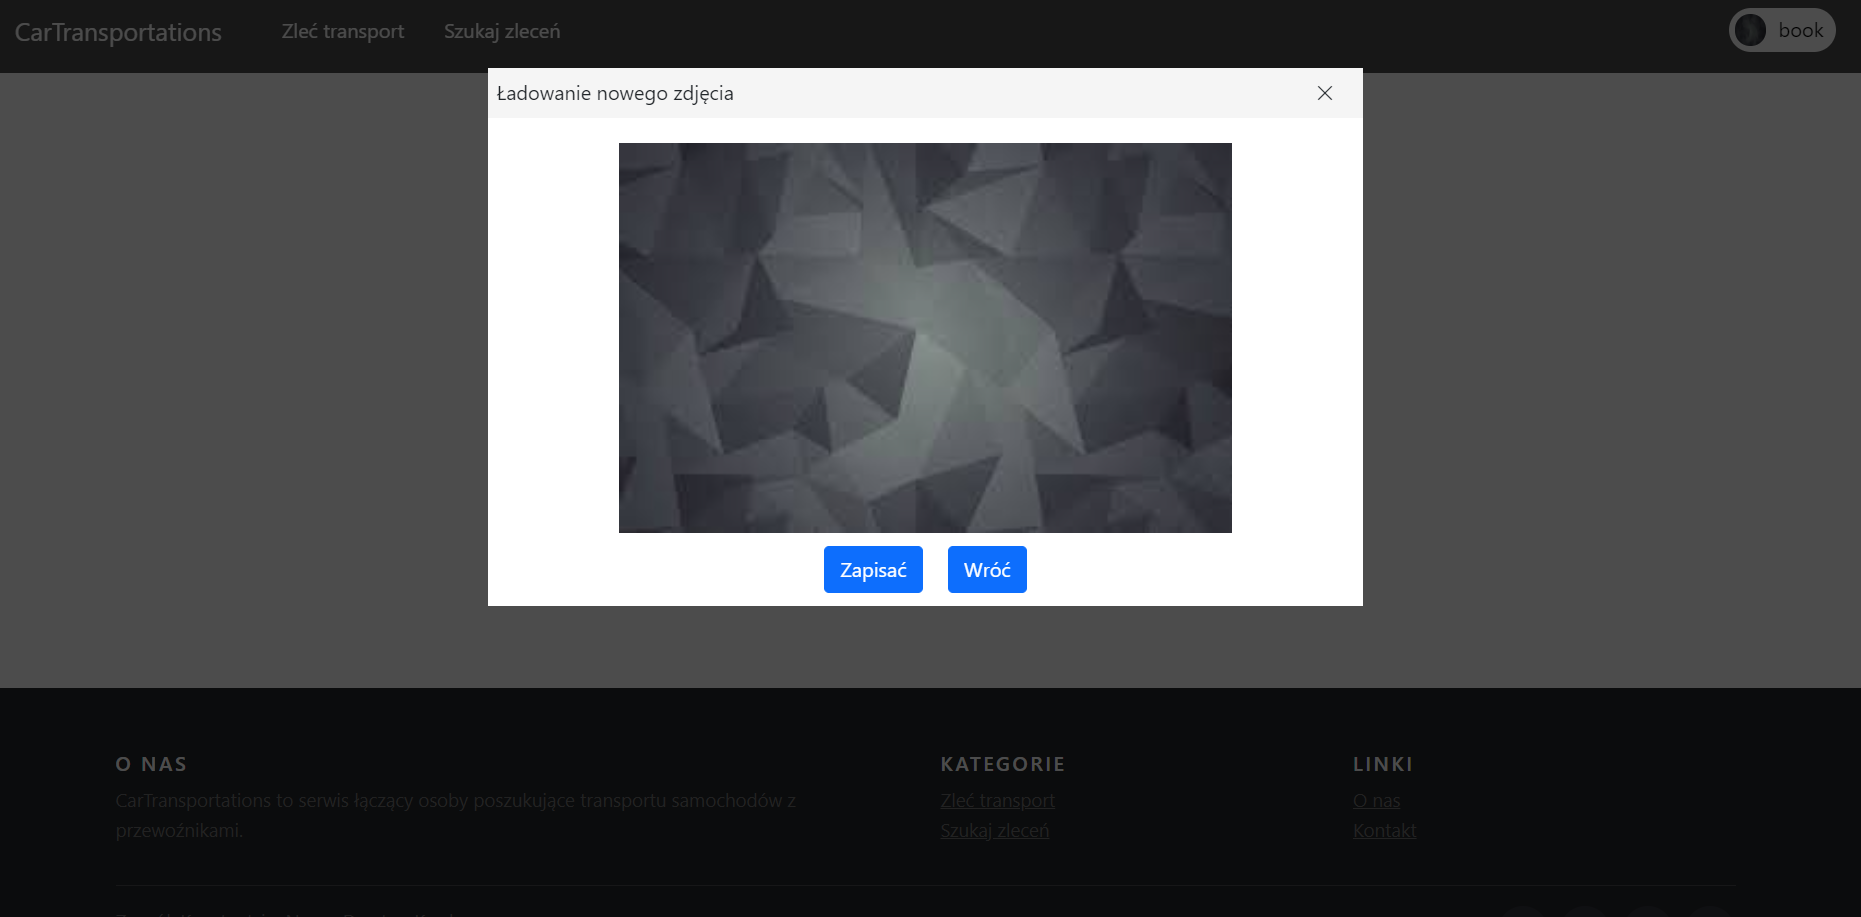 CarTransportations
Zleć transport
Szukaj zleceń
book
Ładowanie nowego zdjęcia
Zapisać
Wróć
O NAS
CarTransportations to serwis łączący osoby poszukujące transportu samochodów z
przewoźnikami.
KATEGORIE
Zleć transport
Szukaj zleceń
LINKI
O nas
Kontakt